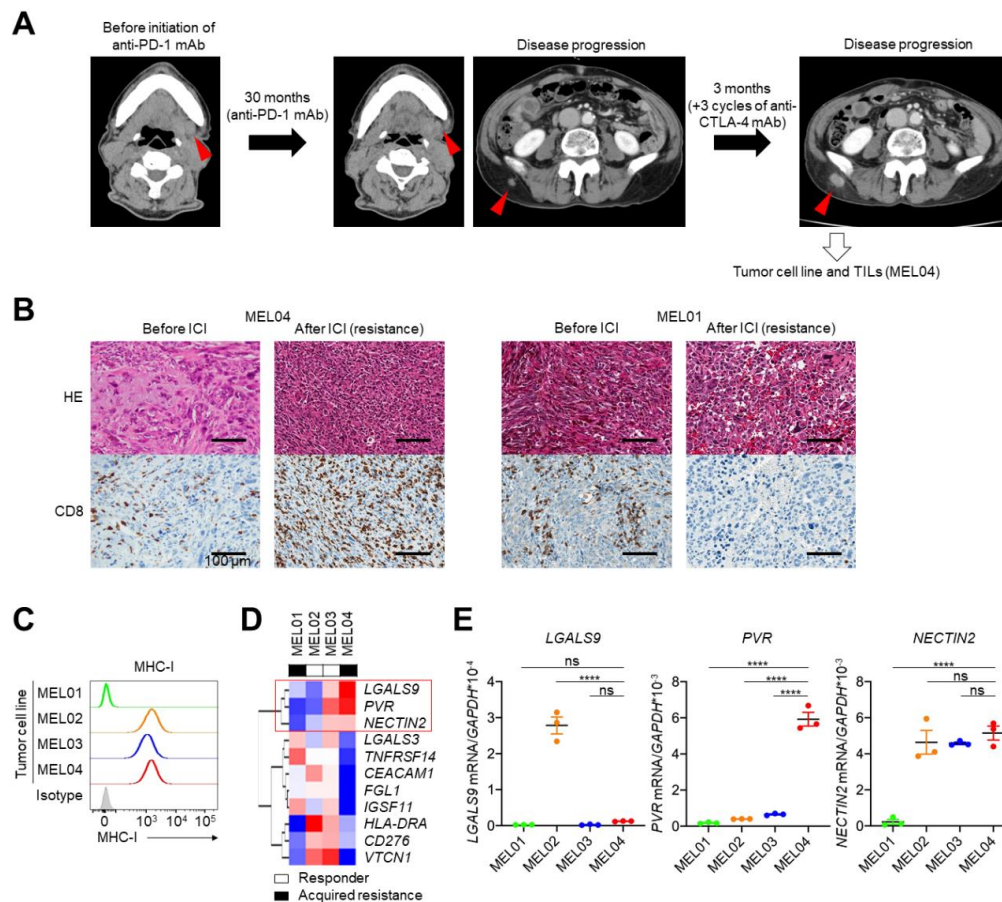 A
Before initiation of
anti-PD-1 mAb
30 months
(anti-PD-1 mAb)
Disease progression
3 months
(+3 cycles of anti-
CTLA-4 mAb)
Disease progression
Tumor cell line and TILs (MEL04)
B
MEL04
Before ICI
After ICI (resistance)
MEL01
Before ICI
After ICI (resistance)
HE
CD8
100 µm
C
MHC-I
Tumor cell line
MEL01
MEL02
MEL03
MEL04
Isotype
0 10^3 10^4 10^5
MHC-I
D
MEL01
MEL02
MEL03
MEL04
LGALS9
PVR
NECTIN2
LGALS3
TNFRSF14
CEACAM1
FGL1
IGSF11
HLA-DRA
CD276
VTCN1
Responder
Acquired resistance
E
LGALS9
ns
****
ns
LGALS9 mRNA/GAPDH*10^-4
4
3
2
1
0
MEL01
MEL02
MEL03
MEL04
PVR
****
****
****
PVR mRNA/GAPDH*10^-3
8
6
4
2
0
MEL01
MEL02
MEL03
MEL04
NECTIN2
****
ns
ns
NECTIN2 mRNA/GAPDH*10^-3
8
6
4
2
0
MEL01
MEL02
MEL03
MEL04